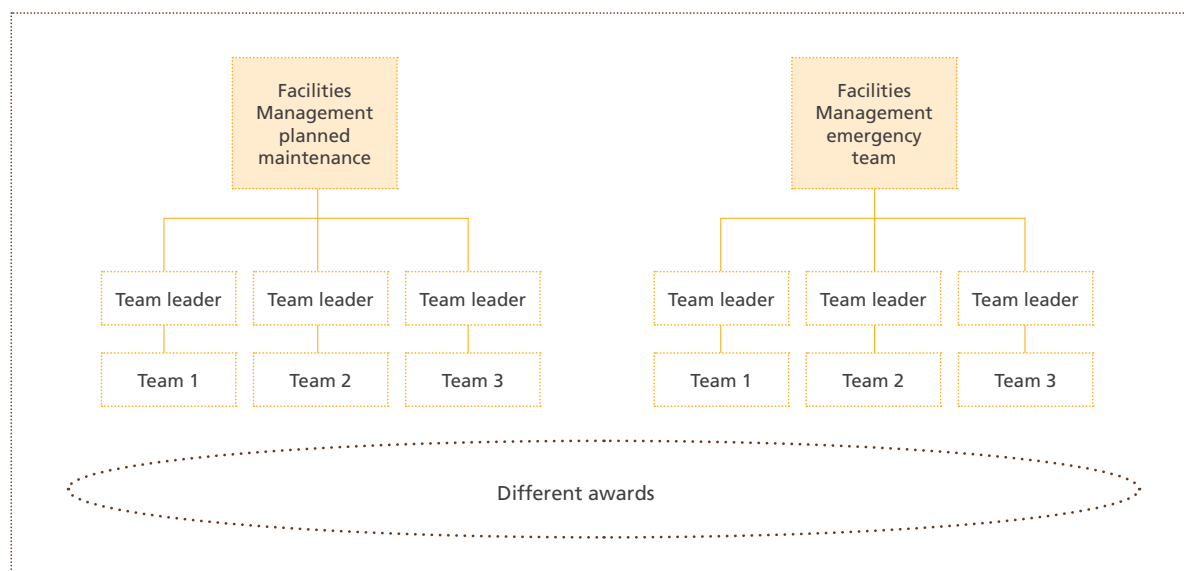 Facilities
Management
planned
maintenance
Facilities
Management
emergency
team
Team leader
Team leader
Team leader
Team leader
Team leader
Team leader
Team 1
Team 2
Team 3
Team 1
Team 2
Team 3
Different awards